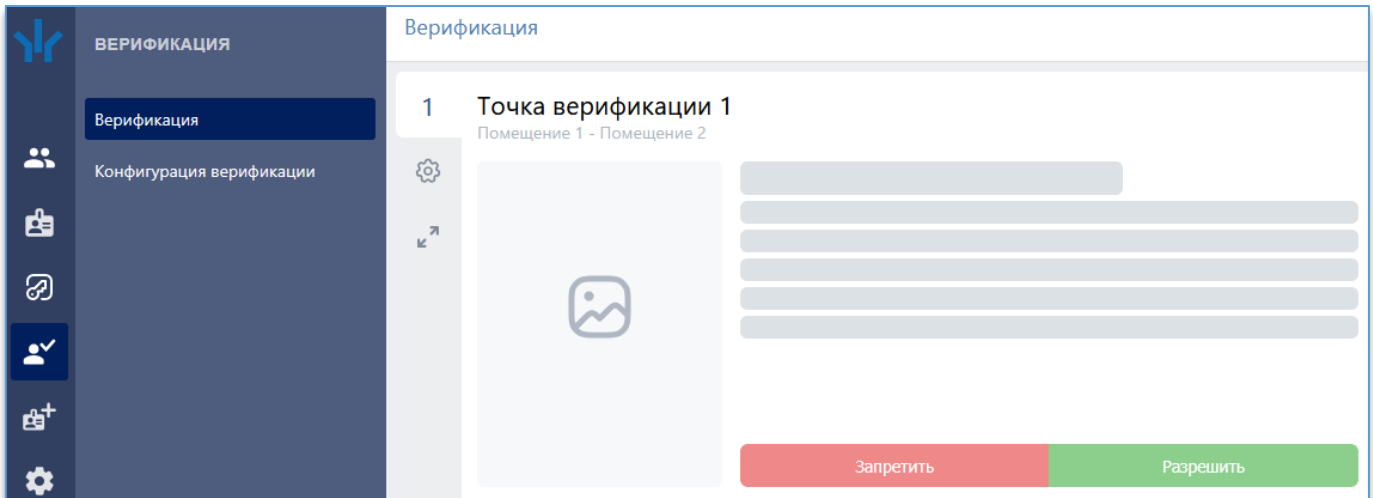 ВЕРИФИКАЦИЯ
Верификация
Конфигурация верификации
Верификация
1
Точка верификации 1
Помещение 1 - Помещение 2
Запретить
Разрешить